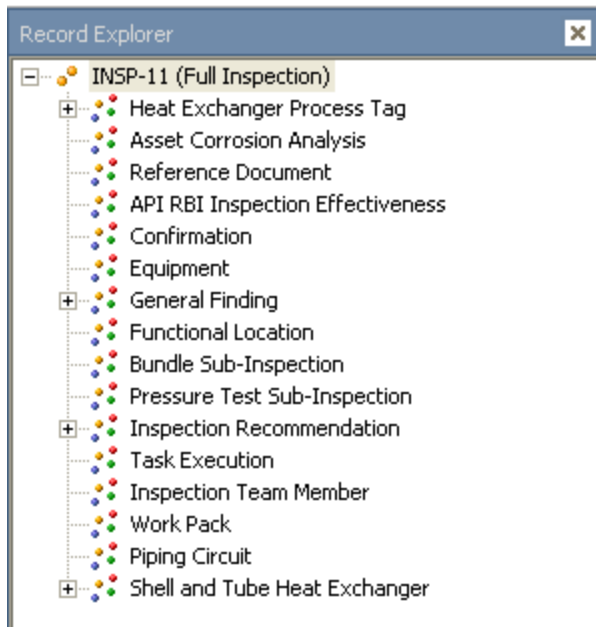 Record Explorer
INSP-11 (Full Inspection)
Heat Exchanger Process Tag
Asset Corrosion Analysis
Reference Document
API RBI Inspection Effectiveness
Confirmation
Equipment
General Finding
Functional Location
Bundle Sub-Inspection
Pressure Test Sub-Inspection
Inspection Recommendation
Task Execution
Inspection Team Member
Work Pack
Piping Circuit
Shell and Tube Heat Exchanger